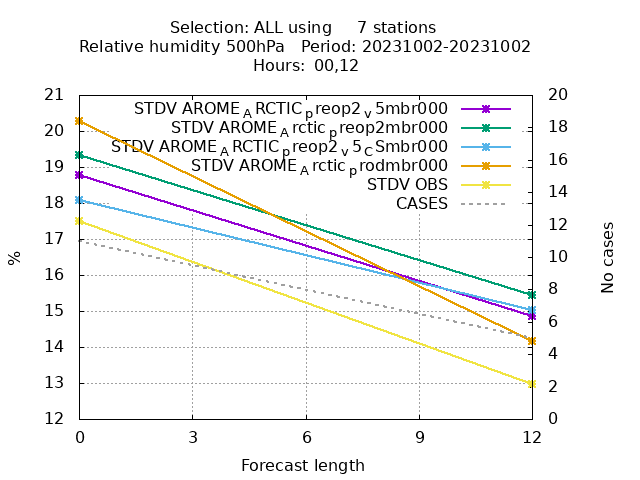 Selection: ALL using 7 stations
Relative humidity 500hPa Period: 20231002-20231002
Hours: 00,12
STDV AROME_ARCTIC_preop2_v5mbr000
STDV AROME_Arctic_preop2mbr000
STDV AROME_ARCTIC_preop2_v5_CSmbr000
STDV AROME_Arctic_prodmbr000
STDV OBS
CASES
%
21
20
19
18
17
16
15
14
13
12
No cases
20
18
16
14
12
10
8
6
4
2
0
0 3 6 9 12
Forecast length